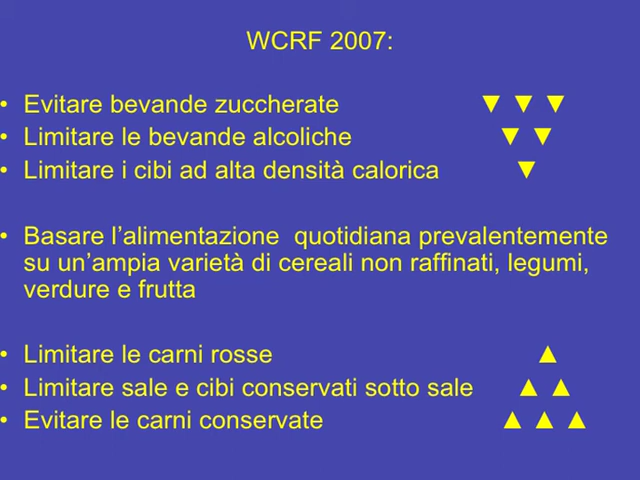 WCRF 2007:
• Evitare bevande zuccherate ▼ ▼ ▼
• Limitare le bevande alcoliche ▼ ▼
• Limitare i cibi ad alta densità calorica ▼
• Basare l’alimentazione quotidiana prevalentemente
su un’ampia varietà di cereali non raffinati, legumi,
verdure e frutta
• Limitare le carni rosse ▲
• Limitare sale e cibi conservati sotto sale ▲ ▲
• Evitare le carni conservate ▲ ▲ ▲